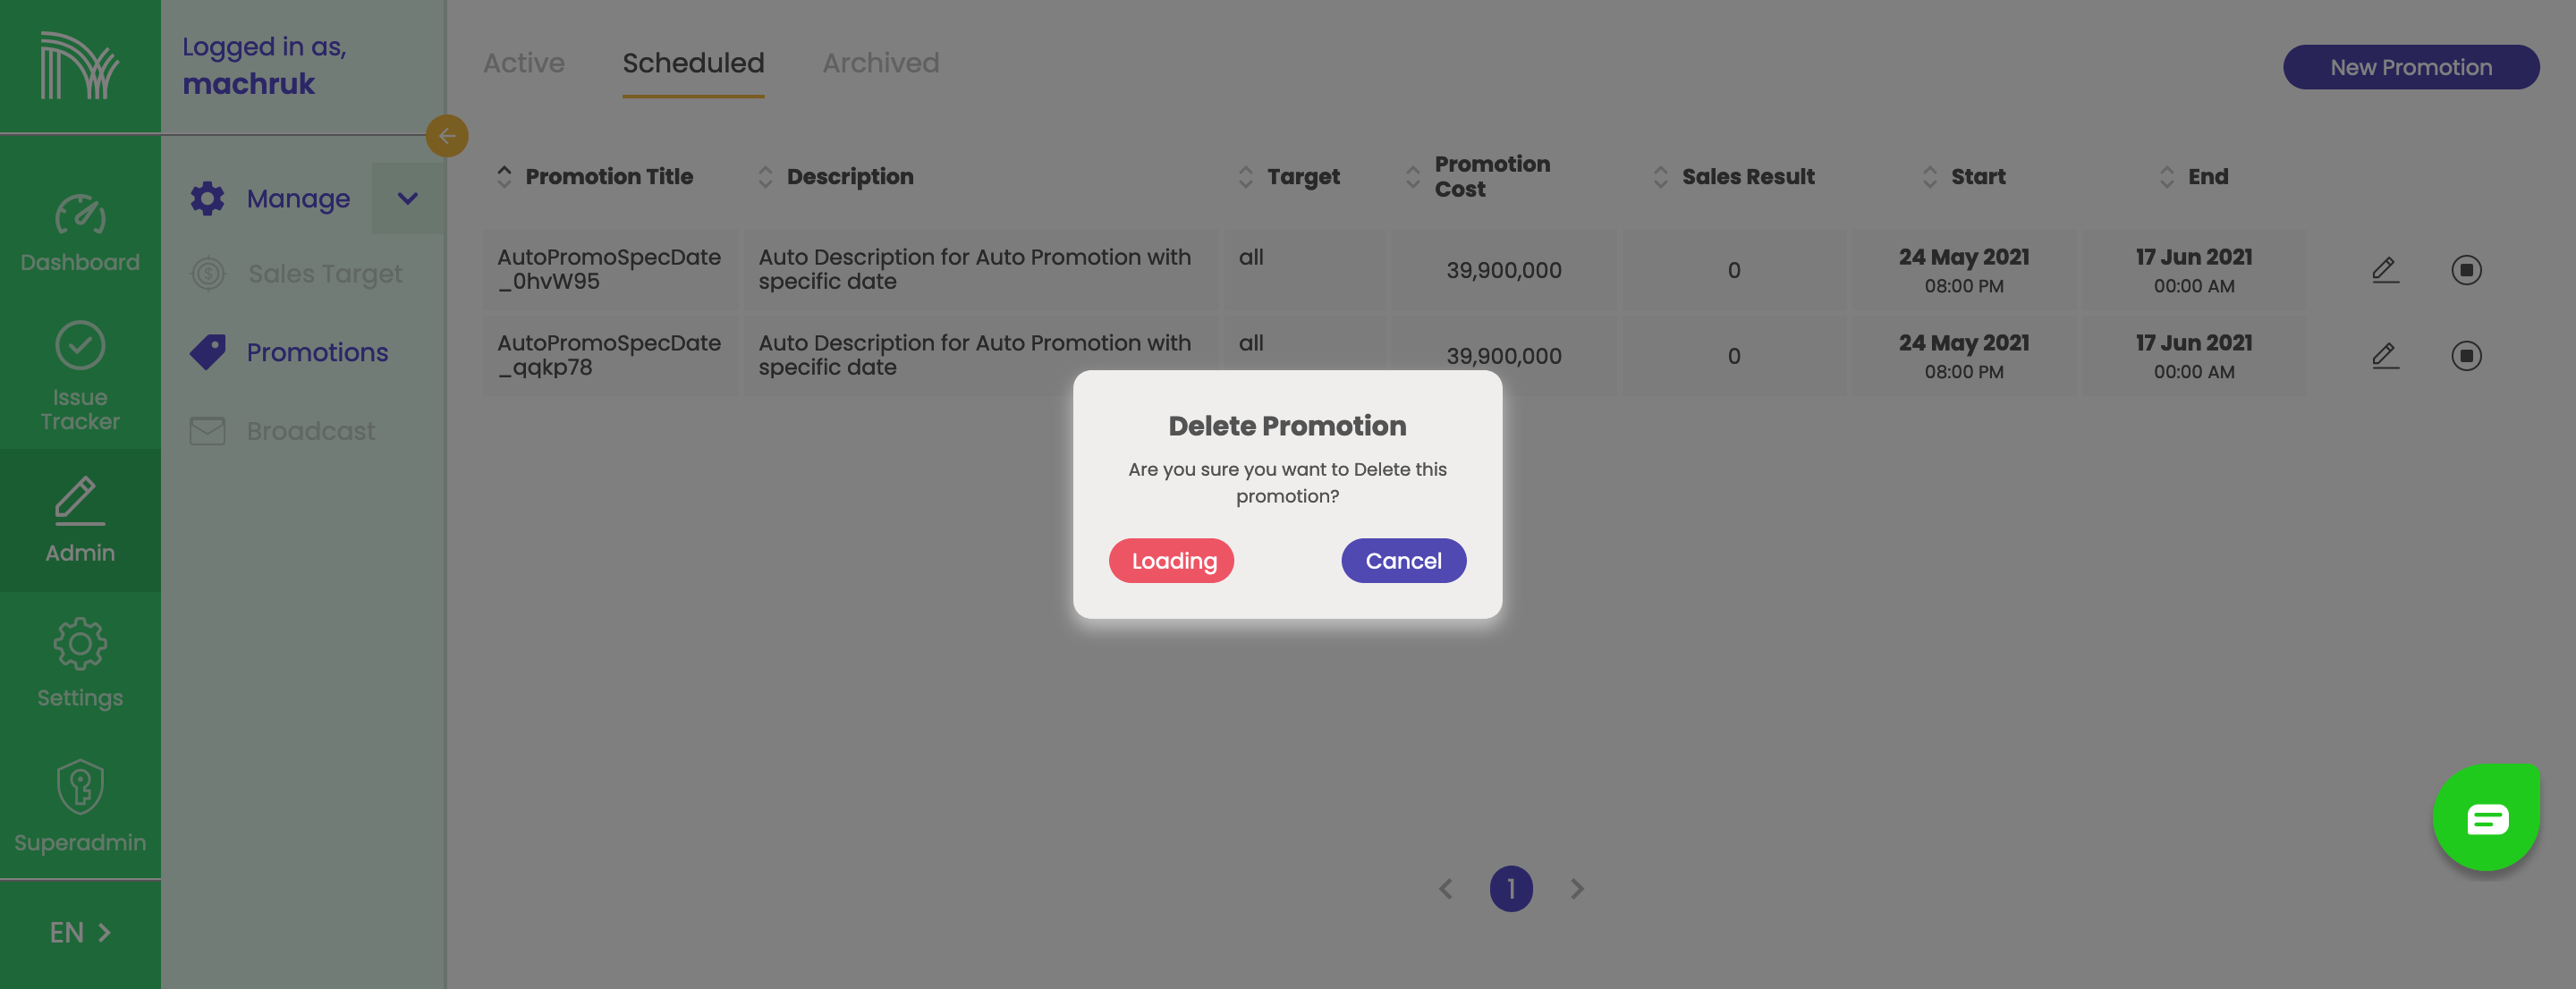 Logged in as,
machruk
Dashboard
Issue
Tracker
Admin
Settings
Superadmin
EN
Manage
Sales Target
Promotions
Broadcast
Active Scheduled Archived
New Promotion
Promotion Title Description Target Promotion Cost Sales Result Start End
AutoPromoSpecDate
_0hvW95
Auto Description for Auto Promotion with
specific date
all
39,900,000
0
24 May 2021
08:00 PM
17 Jun 2021
00:00 AM
AutoPromoSpecDate
_qqkp78
Auto Description for Auto Promotion with
specific date
all
39,900,000
0
24 May 2021
08:00 PM
17 Jun 2021
00:00 AM
Delete Promotion
Are you sure you want to Delete this
promotion?
Loading Cancel
1